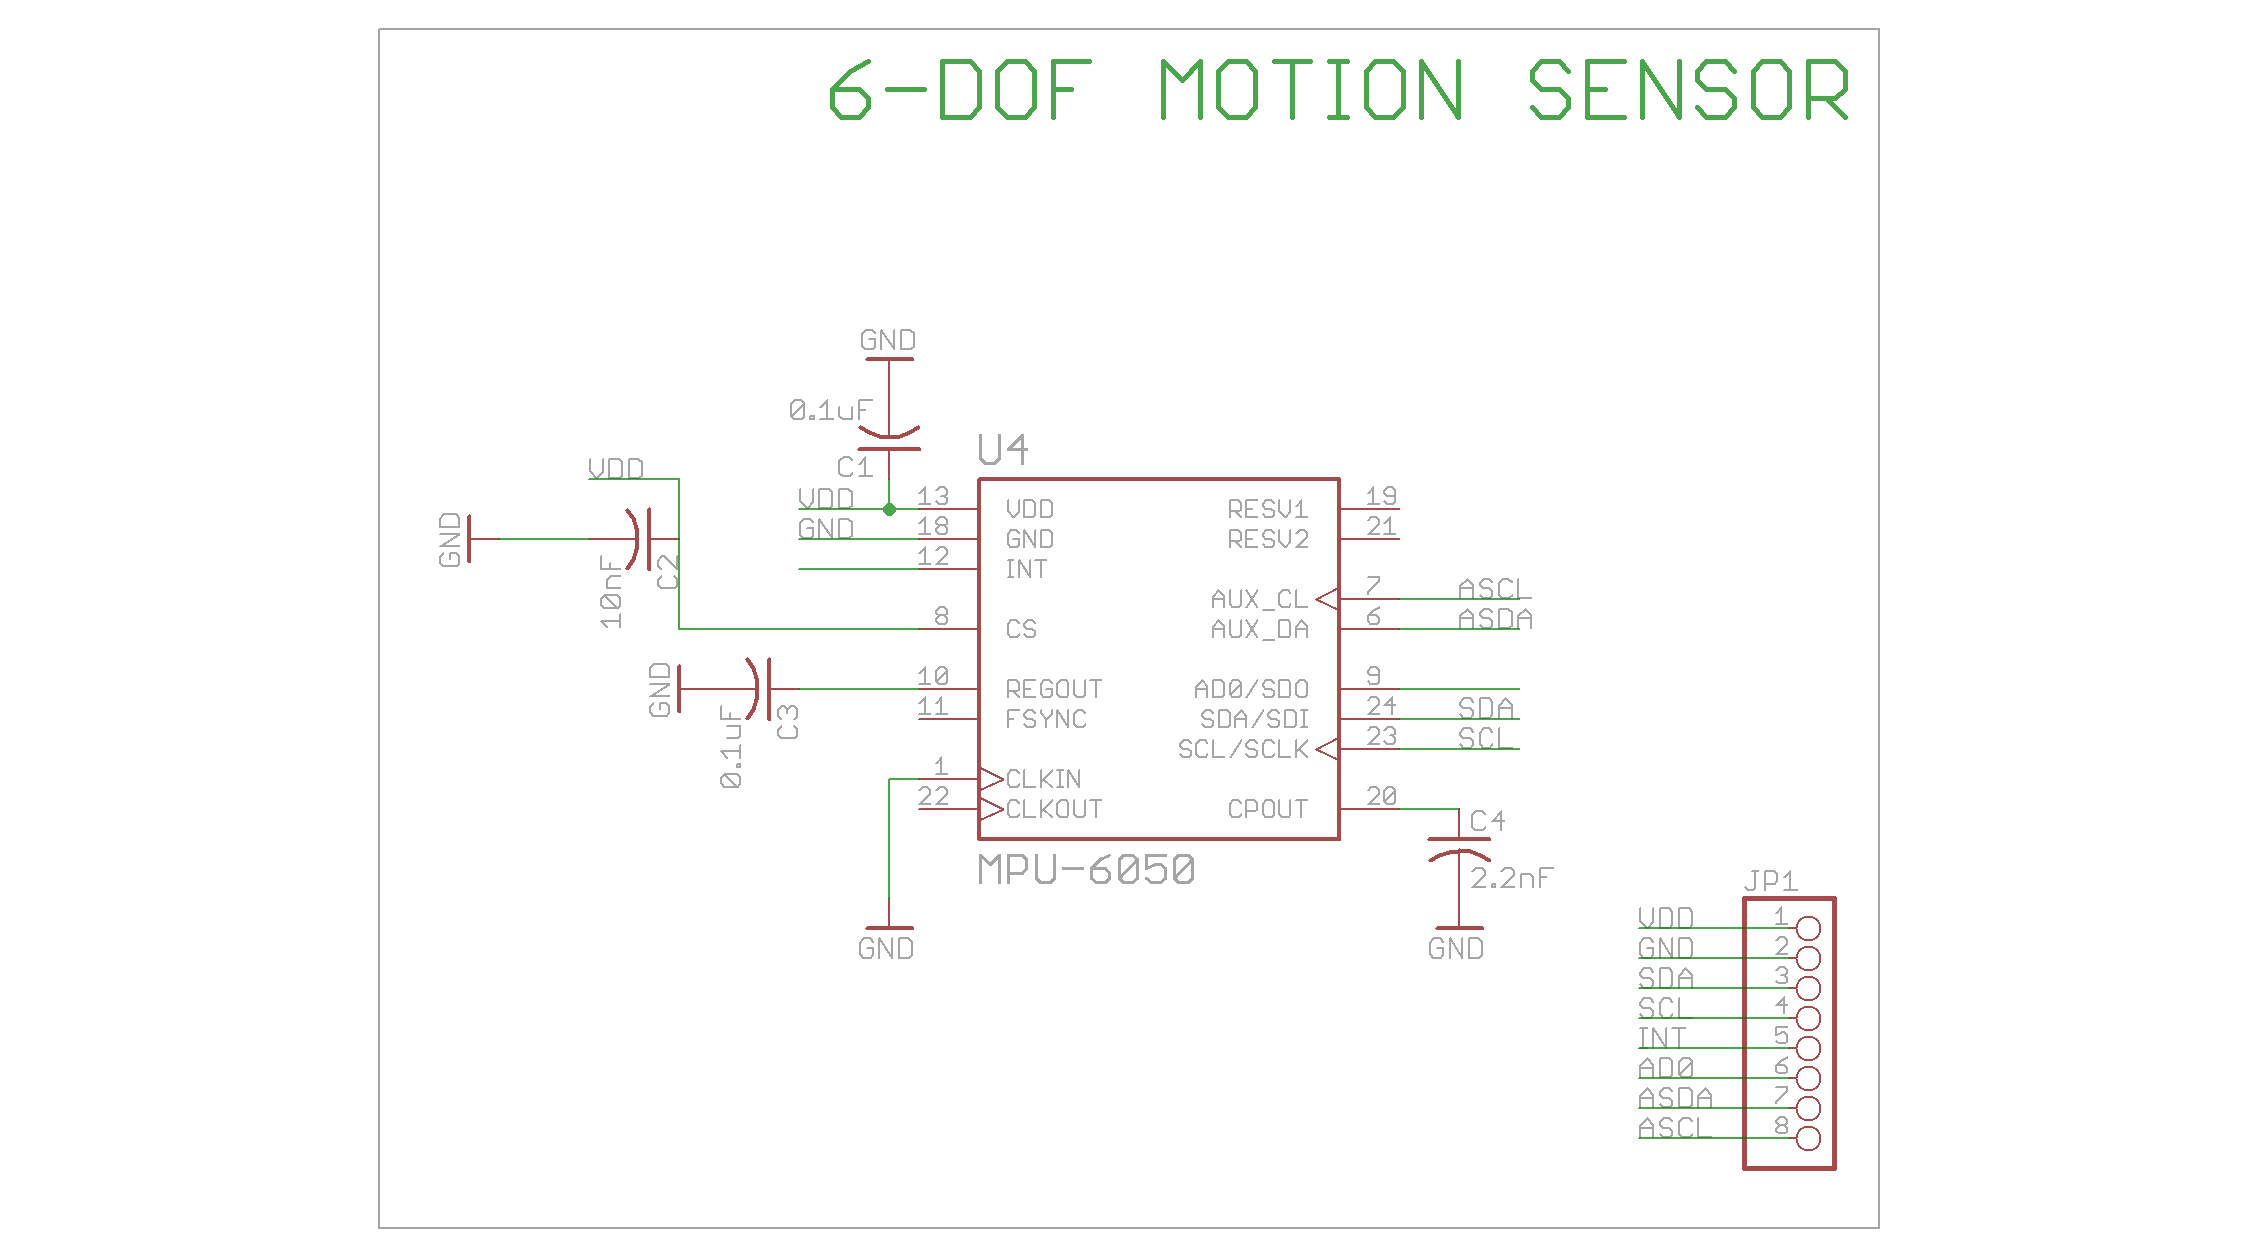 6-DOF MOTION SENSOR
GND
0.1uF
C1
U4
VDD
GND
10nF
C2
VDD
GND
13
18
12
8
10
11
1
22
VDD
GND
INT
CS
REGOUT
FSYNC
CLKIN
CLKOUT
RESV1
RESV2
AUX_CL
AUX_DA
AD0/SDO
SDA/SDI
SCL/SCLK
CPOUT
19
21
7
6
9
24
23
20
ASCL
ASDA
SDA
SCL
GND
0.1uF
C3
MPU-6050
GND
C4
2.2nF
GND
JP1
VDD 1
GND 2
SDA 3
SCL 4
INT 5
AD0 6
ASDA 7
ASCL 8